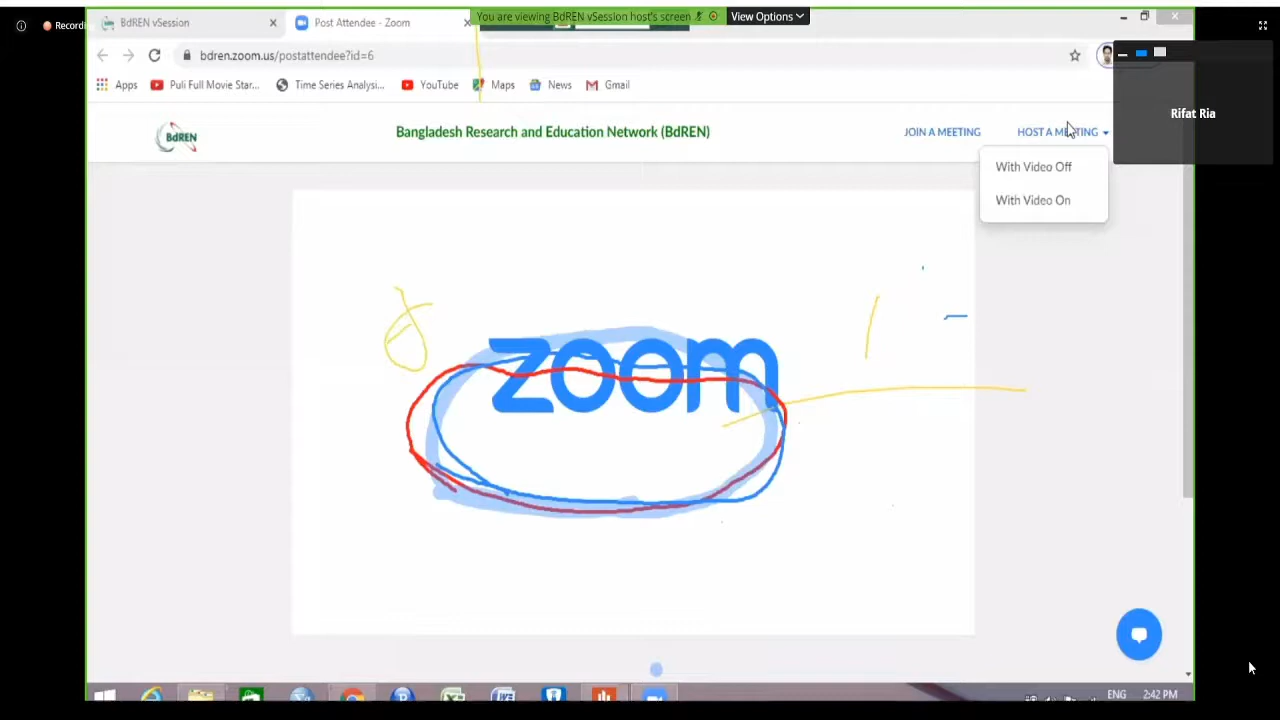 Recording
BdREN vSession
Post Attendee - Zoom
You are viewing BdREN vSession host's screen
View Options
bdren.zoom.us/postattendee?id=6
Apps
Puli Full Movie Star...
Time Series Analysi...
YouTube
Maps
News
Gmail
BdREN
Bangladesh Research and Education Network (BdREN)
JOIN A MEETING
HOST A MEETING
Rifat Ria
With Video Off
With Video On
zoom
ENG
2:42 PM